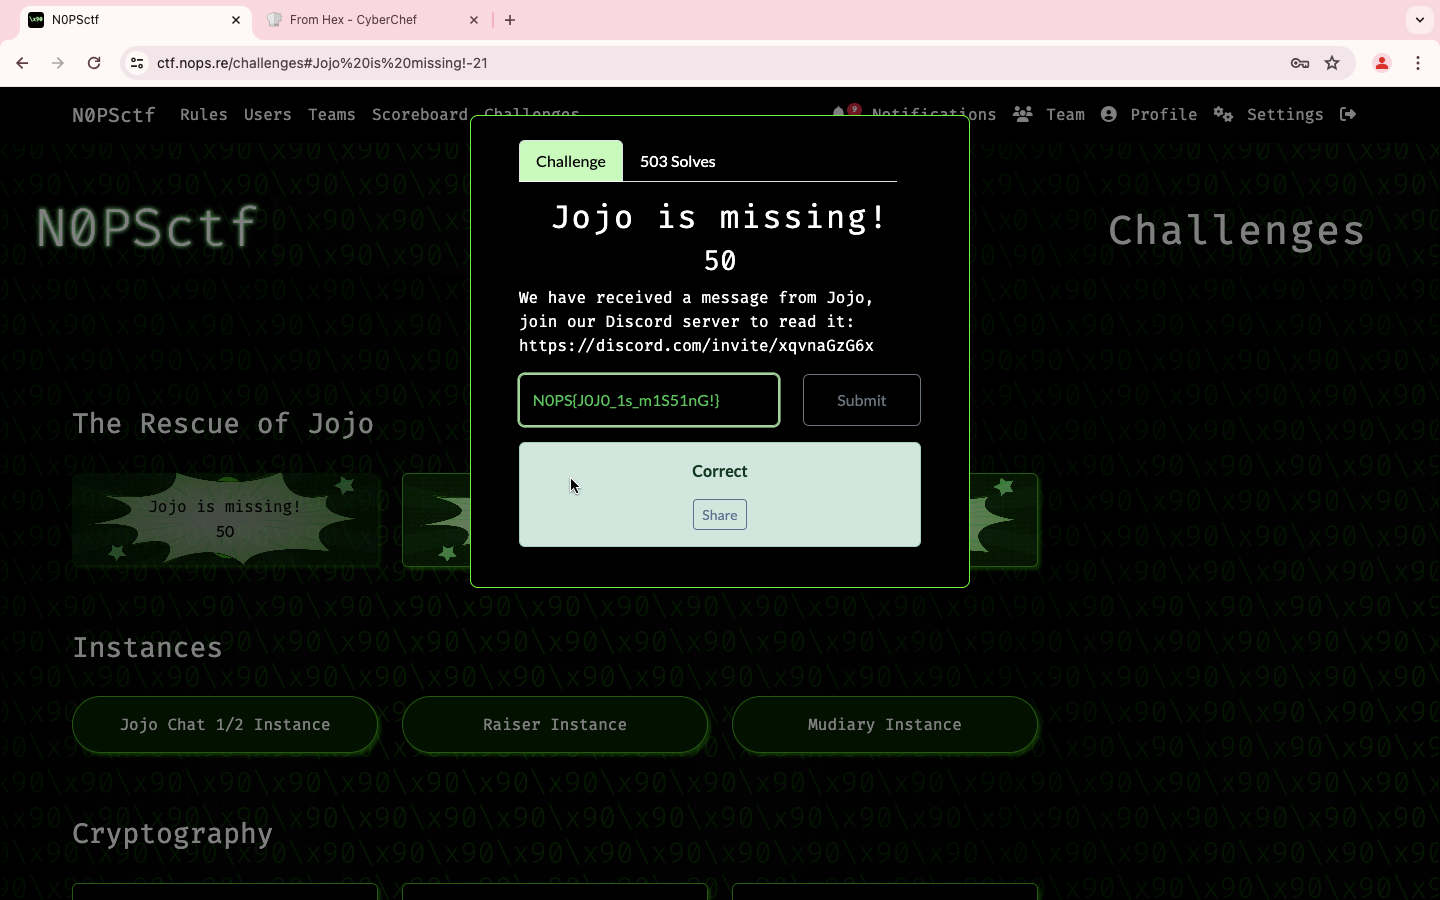 N0PSctf
From Hex - CyberChef
ctf.nops.re/challenges#Jojo%20is%20missing!-21
N0PSctf Rules Users Teams Scoreboard Challenges 9 Notifications Team Profile Settings
Challenge 503 Solves
N0PSctf
Challenges
Jojo is missing!
50
We have received a message from Jojo,
join our Discord server to read it:
https://discord.com/invite/xqvnaGzG6x
N0PS{J0J0_1s_m1S51nG!} Submit
Correct
Share
The Rescue of Jojo
Jojo is missing!
50
Instances
Jojo Chat 1/2 Instance
Raiser Instance
Mudiary Instance
Cryptography